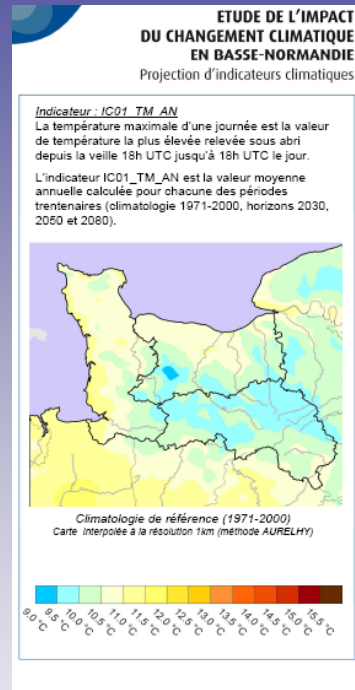 ETUDE DE L'IMPACT
DU CHANGEMENT CLIMATIQUE
EN BASSE-NORMANDIE
Projection d'indicateurs climatiques
Indicateur : IC01_TM_AN
La température maximale d'une journée est la valeur
de température la plus élevée relevée sous abri
depuis la veille 18h UTC jusqu'à 18h UTC le jour.
L'indicateur IC01_TM_AN est la valeur moyenne
annuelle calculée pour chacune des périodes
trentenaires (climatologie 1971-2000, horizons 2030,
2050 et 2080).
Climatologie de référence (1971-2000)
Carte Interpolée à la résolution 1km (méthode AURELHY)
9.0 °C 9.5 °C 10.0 °C 10.5 °C 11.0 °C 11.5 °C 12.0 °C 12.5 °C 13.0 °C 13.5 °C 14.0 °C 14.5 °C 15.0 °C 15.5 °C